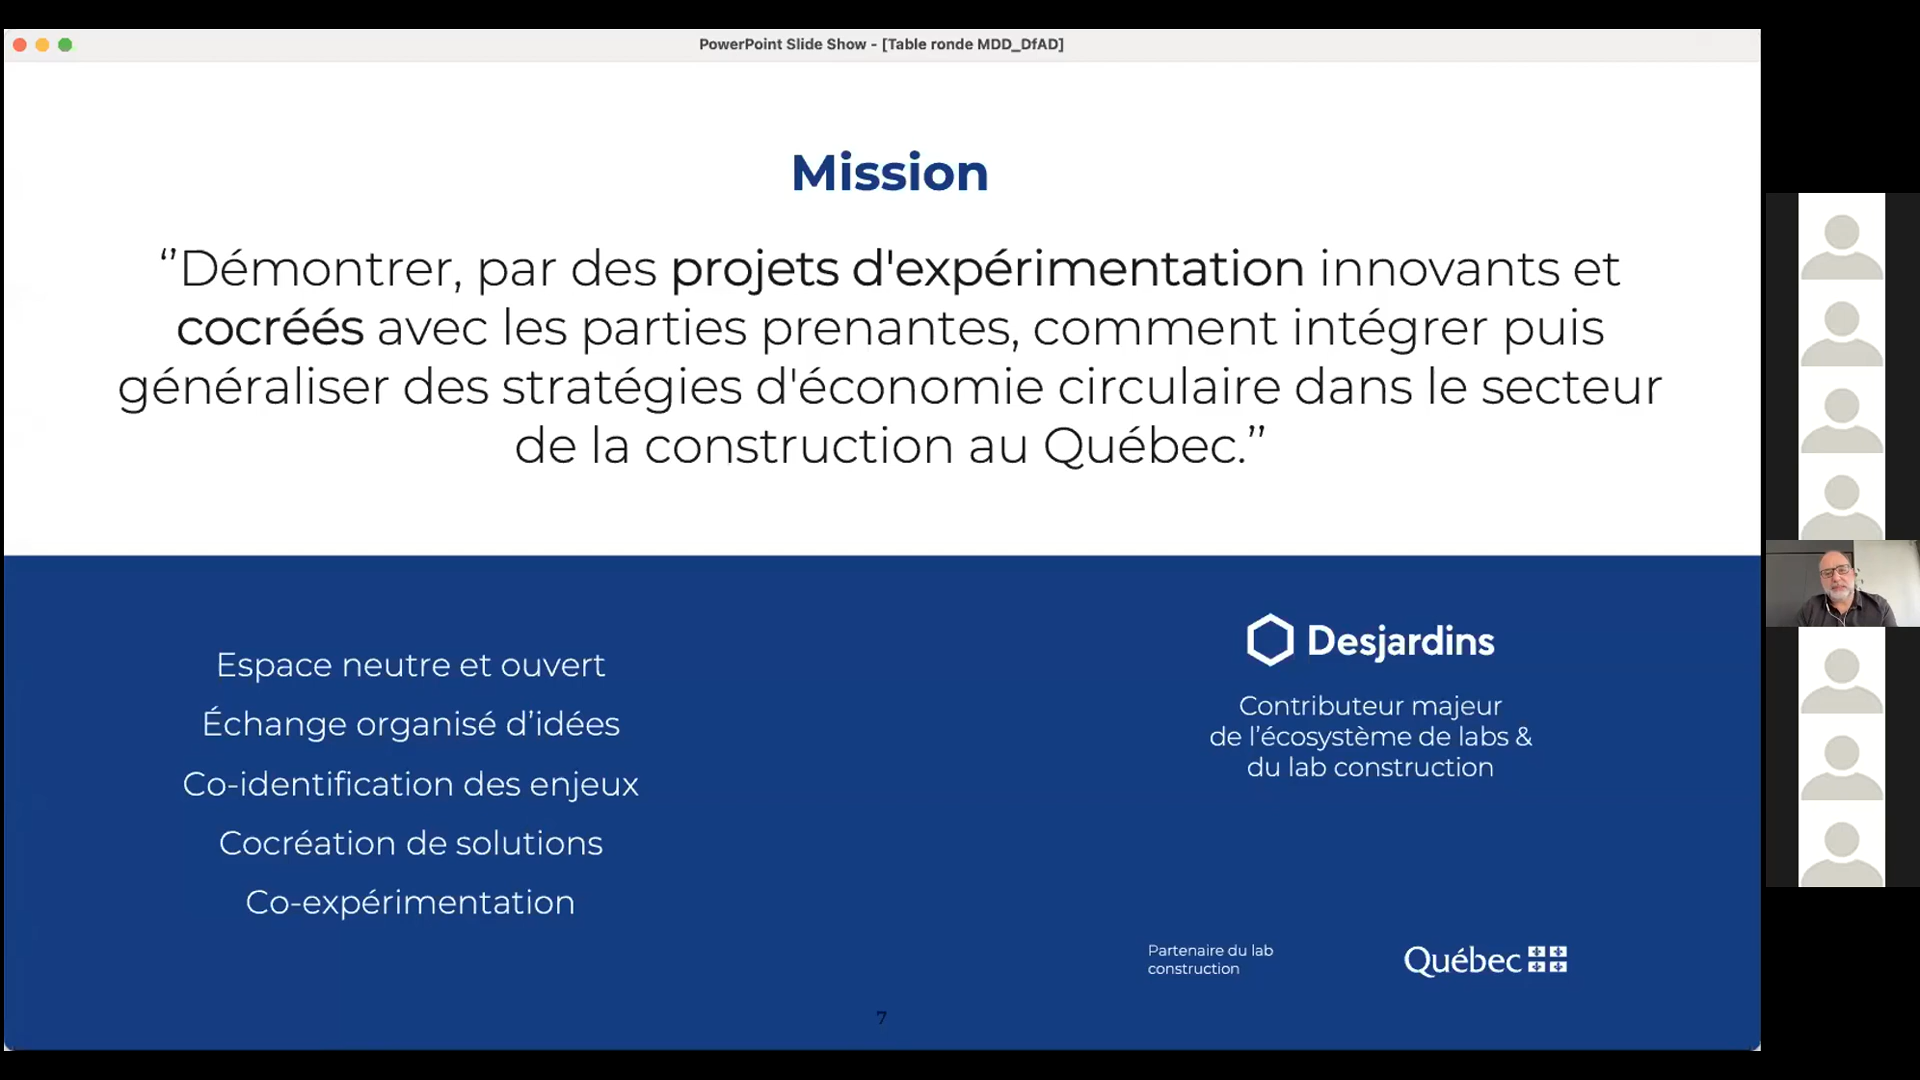 PowerPoint Slide Show - [Table ronde MDD_DfAD]
Mission
‘’Démontrer, par des projets d'expérimentation innovants et
cocréés avec les parties prenantes, comment intégrer puis
généraliser des stratégies d'économie circulaire dans le secteur
de la construction au Québec.’’
Espace neutre et ouvert
Échange organisé d’idées
Co-identification des enjeux
Cocréation de solutions
Co-expérimentation
Desjardins
Contributeur majeur
de l’écosystème de labs &
du lab construction
Partenaire du lab
construction
Québec
7